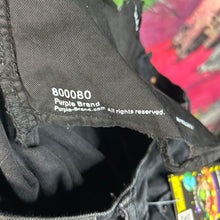 800080
Purple Brand
Purple-Brand.com All rights reserved.